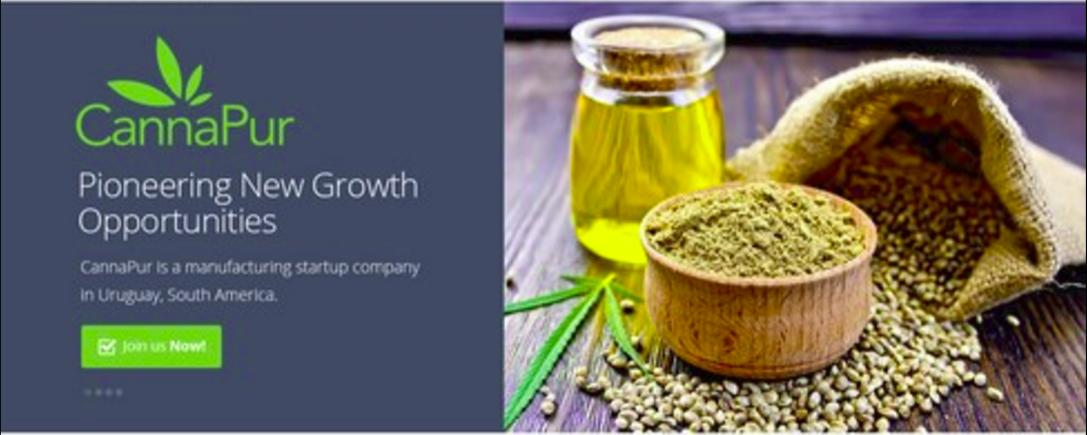 CannaPur
Pioneering New Growth
Opportunities
CannaPur is a manufacturing startup company
in Uruguay, South America.
Join us Now!